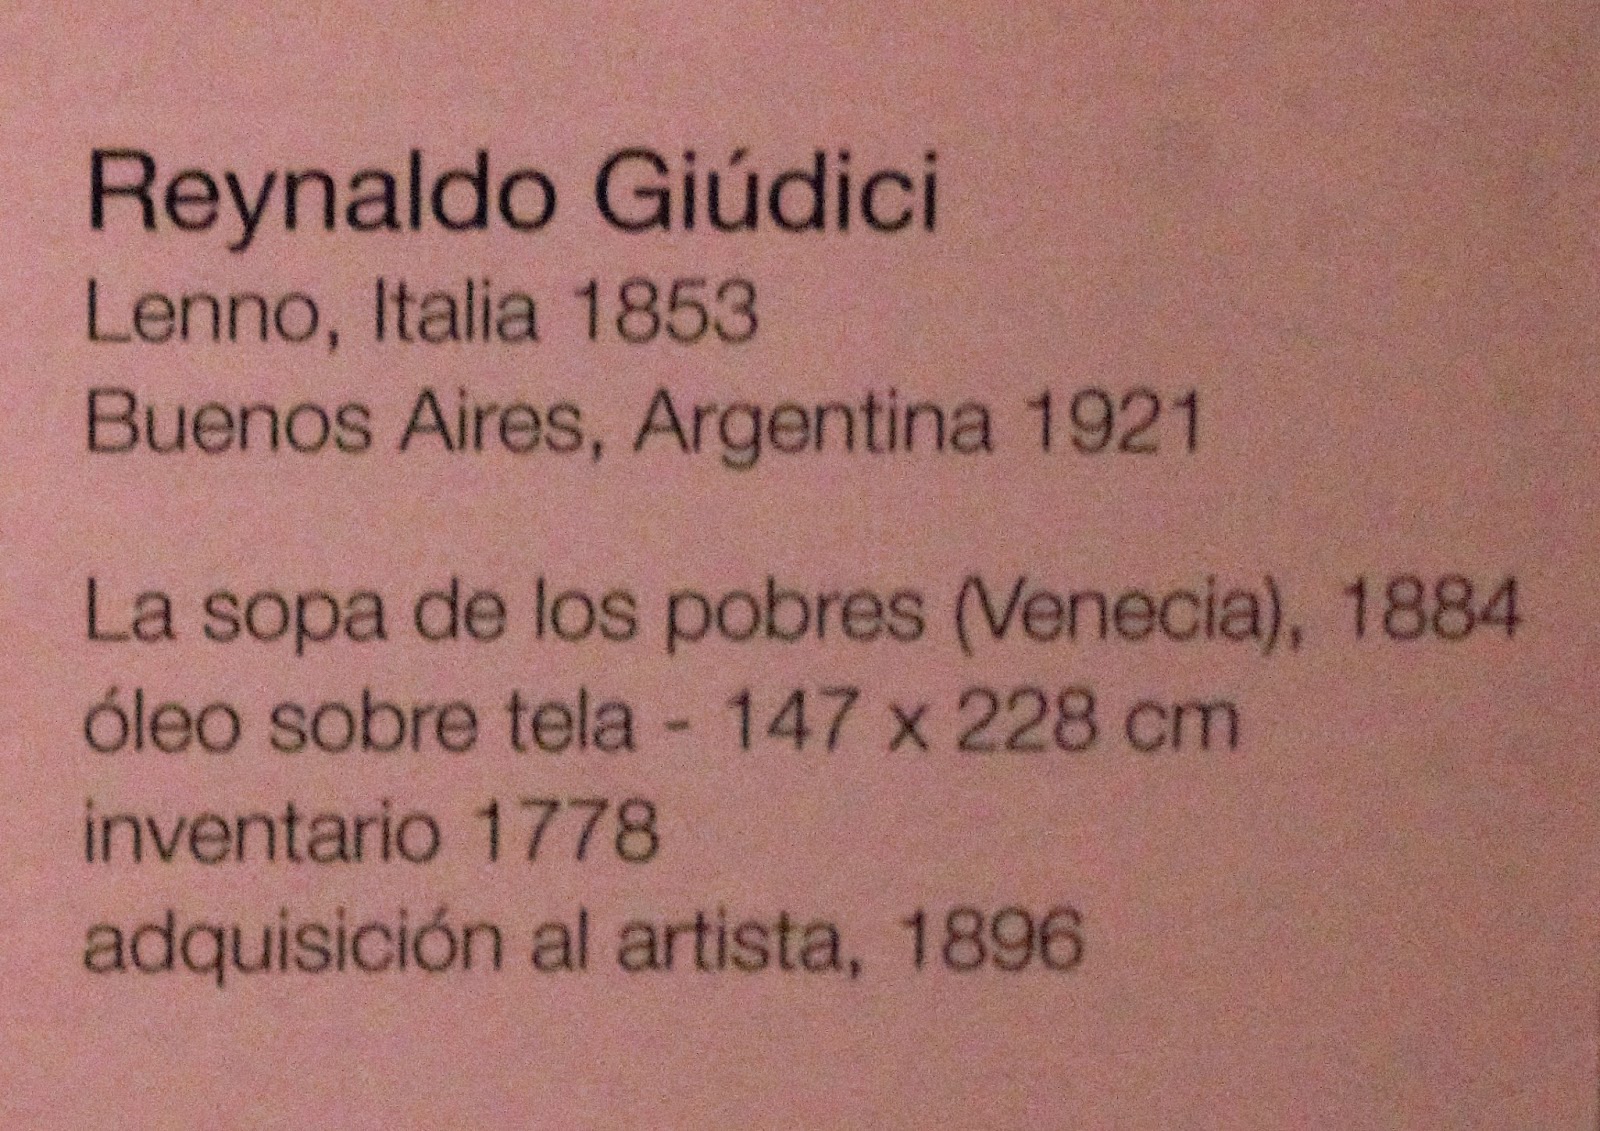 Reynaldo Giúdici
Lenno, Italia 1853
Buenos Aires, Argentina 1921
La sopa de los pobres (Venecia), 1884
óleo sobre tela - 147 x 228 cm
inventario 1778
adquisición al artista, 1896